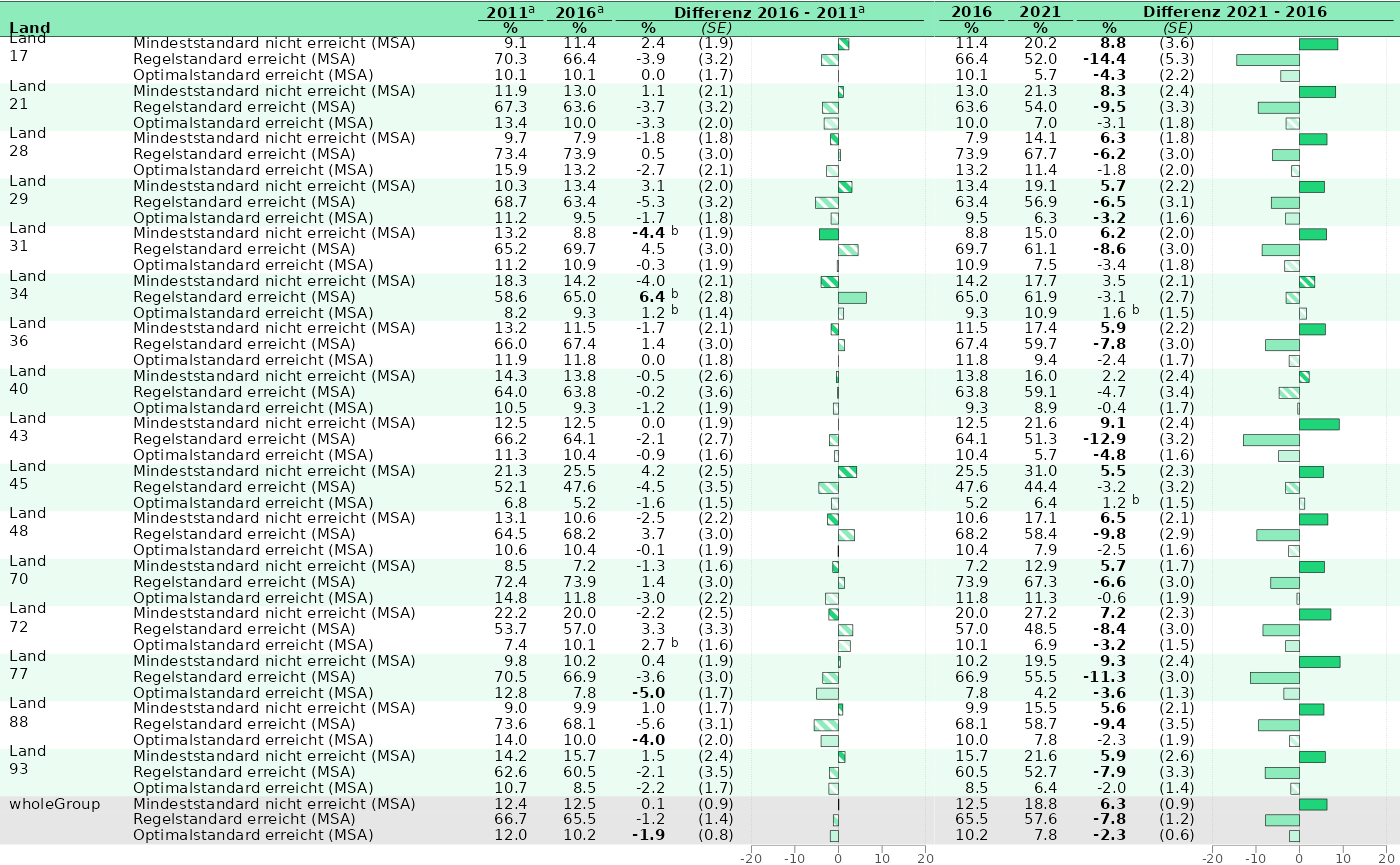 2011a 2016a Differenz 2016 - 2011a 2016 2021 Differenz 2021 - 2016
Land % % % (SE) % % % (SE)
Land 17 Mindeststandard nicht erreicht (MSA) 9.1 11.4 2.4 (1.9) 11.4 20.2 8.8 (3.6)
Regelstandard erreicht (MSA) 70.3 66.4 -3.9 (3.2) 66.4 52.0 -14.4 (5.3)
Optimalstandard erreicht (MSA) 10.1 10.1 0.0 (1.7) 10.1 5.7 -4.3 (2.2)
Land 21 Mindeststandard nicht erreicht (MSA) 11.9 13.0 1.1 (2.1) 13.0 21.3 8.3 (2.4)
Regelstandard erreicht (MSA) 67.3 63.6 -3.7 (3.2) 63.6 54.0 -9.5 (3.3)
Optimalstandard erreicht (MSA) 13.4 10.0 -3.3 (2.0) 10.0 7.0 -3.1 (1.8)
Land 28 Mindeststandard nicht erreicht (MSA) 9.7 7.9 -1.8 (1.8) 7.9 14.1 6.3 (1.8)
Regelstandard erreicht (MSA) 73.4 73.9 0.5 (3.0) 73.9 67.7 -6.2 (3.0)
Optimalstandard erreicht (MSA) 15.9 13.2 -2.7 (2.1) 13.2 11.4 -1.8 (2.0)
Land 29 Mindeststandard nicht erreicht (MSA) 10.3 13.4 3.1 (2.0) 13.4 19.1 5.7 (2.2)
Regelstandard erreicht (MSA) 68.7 63.4 -5.3 (3.2) 63.4 56.9 -6.5 (3.1)
Optimalstandard erreicht (MSA) 11.2 9.5 -1.7 (1.8) 9.5 6.3 -3.2 (1.6)
Land 31 Mindeststandard nicht erreicht (MSA) 13.2 8.8 -4.4 b (1.9) 8.8 15.0 6.2 (2.0)
Regelstandard erreicht (MSA) 65.2 69.7 4.5 (3.0) 69.7 61.1 -8.6 (3.0)
Optimalstandard erreicht (MSA) 11.2 10.9 -0.3 (1.9) 10.9 7.5 -3.4 (1.8)
Land 34 Mindeststandard nicht erreicht (MSA) 18.3 14.2 -4.0 (2.1) 14.2 17.7 3.5 (2.1)
Regelstandard erreicht (MSA) 58.6 65.0 6.4 b (2.8) 65.0 61.9 -3.1 (2.7)
Optimalstandard erreicht (MSA) 8.2 9.3 1.2 b (1.4) 9.3 10.9 1.6 b (1.5)
Land 36 Mindeststandard nicht erreicht (MSA) 13.2 11.5 -1.7 (2.1) 11.5 17.4 5.9 (2.2)
Regelstandard erreicht (MSA) 66.0 67.4 1.4 (3.0) 67.4 59.7 -7.8 (3.0)
Optimalstandard erreicht (MSA) 11.9 11.8 0.0 (1.8) 11.8 9.4 -2.4 (1.7)
Land 40 Mindeststandard nicht erreicht (MSA) 14.3 13.8 -0.5 (2.6) 13.8 16.0 2.2 (2.4)
Regelstandard erreicht (MSA) 64.0 63.8 -0.2 (3.6) 63.8 59.1 -4.7 (3.4)
Optimalstandard erreicht (MSA) 10.5 9.3 -1.2 (1.9) 9.3 8.9 -0.4 (1.7)
Land 43 Mindeststandard nicht erreicht (MSA) 12.5 12.5 0.0 (1.9) 12.5 21.6 9.1 (2.4)
Regelstandard erreicht (MSA) 66.2 64.1 -2.1 (2.7) 64.1 51.3 -12.9 (3.2)
Optimalstandard erreicht (MSA) 11.3 10.4 -0.9 (1.6) 10.4 5.7 -4.8 (1.6)
Land 45 Mindeststandard nicht erreicht (MSA) 21.3 25.5 4.2 (2.5) 25.5 31.0 5.5 (2.3)
Regelstandard erreicht (MSA) 52.1 47.6 -4.5 (3.5) 47.6 44.4 -3.2 (3.2)
Optimalstandard erreicht (MSA) 6.8 5.2 -1.6 (1.5) 5.2 6.4 1.2 b (1.5)
Land 48 Mindeststandard nicht erreicht (MSA) 13.1 10.6 -2.5 (2.2) 10.6 17.1 6.5 (2.1)
Regelstandard erreicht (MSA) 64.5 68.2 3.7 (3.0) 68.2 58.4 -9.8 (2.9)
Optimalstandard erreicht (MSA) 10.6 10.4 -0.1 (1.9) 10.4 7.9 -2.5 (1.6)
Land 70 Mindeststandard nicht erreicht (MSA) 8.5 7.2 -1.3 (1.6) 7.2 12.9 5.7 (1.7)
Regelstandard erreicht (MSA) 72.4 73.9 1.4 (3.0) 73.9 67.3 -6.6 (3.0)
Optimalstandard erreicht (MSA) 14.8 11.8 -3.0 (2.2) 11.8 11.3 -0.6 (1.9)
Land 72 Mindeststandard nicht erreicht (MSA) 22.2 20.0 -2.2 (2.5) 20.0 27.2 7.2 (2.3)
Regelstandard erreicht (MSA) 53.7 57.0 3.3 (3.3) 57.0 48.5 -8.4 (3.0)
Optimalstandard erreicht (MSA) 7.4 10.1 2.7 b (1.6) 10.1 6.9 -3.2 (1.5)
Land 77 Mindeststandard nicht erreicht (MSA) 9.8 10.2 0.4 (1.9) 10.2 19.5 9.3 (2.4)
Regelstandard erreicht (MSA) 70.5 66.9 -3.6 (3.0) 66.9 55.5 -11.3 (3.0)
Optimalstandard erreicht (MSA) 12.8 7.8 -5.0 (1.7) 7.8 4.2 -3.6 (1.3)
Land 88 Mindeststandard nicht erreicht (MSA) 9.0 9.9 1.0 (1.7) 9.9 15.5 5.6 (2.1)
Regelstandard erreicht (MSA) 73.6 68.1 -5.6 (3.1) 68.1 58.7 -9.4 (3.5)
Optimalstandard erreicht (MSA) 14.0 10.0 -4.0 (2.0) 10.0 7.8 -2.3 (1.9)
Land 93 Mindeststandard nicht erreicht (MSA) 14.2 15.7 1.5 (2.4) 15.7 21.6 5.9 (2.6)
Regelstandard erreicht (MSA) 62.6 60.5 -2.1 (3.5) 60.5 52.7 -7.9 (3.3)
Optimalstandard erreicht (MSA) 10.7 8.5 -2.2 (1.7) 8.5 6.4 -2.0 (1.4)
wholeGroup Mindeststandard nicht erreicht (MSA) 12.4 12.5 0.1 (0.9) 12.5 18.8 6.3 (0.9)
Regelstandard erreicht (MSA) 66.7 65.5 -1.2 (1.4) 65.5 57.6 -7.8 (1.2)
Optimalstandard erreicht (MSA) 12.0 10.2 -1.9 (0.8) 10.2 7.8 -2.3 (0.6)
-20 -10 0 10 20 -20 -10 0 10 20